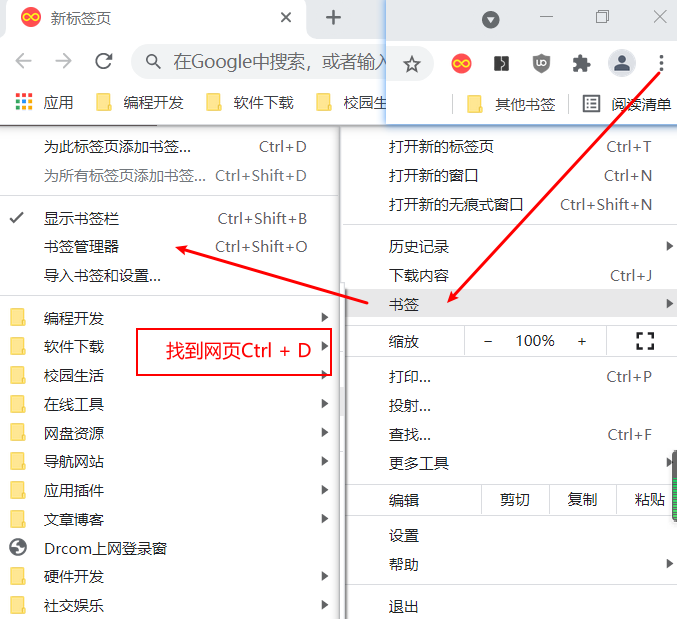 新标签页
在Google中搜索，或者输入
应用 编程开发 软件下载 校园生
其他书签 阅读清单
为此标签页添加书签... Ctrl+D
为所有标签页添加书签... Ctrl+Shift+D
显示书签栏 Ctrl+Shift+B
书签管理器 Ctrl+Shift+O
导入书签和设置...
编程开发
软件下载
校园生活
在线工具
网盘资源
导航网站
应用插件
文章博客
Drcom上网登录窗
硬件开发
社交娱乐
找到网页Ctrl + D
打开新的标签页 Ctrl+T
打开新的窗口 Ctrl+N
打开新的无痕式窗口 Ctrl+Shift+N
历史记录
下载内容 Ctrl+J
书签
缩放 − 100% +
打印... Ctrl+P
投射...
查找... Ctrl+F
更多工具
编辑 剪切 复制 粘贴
设置
帮助
退出